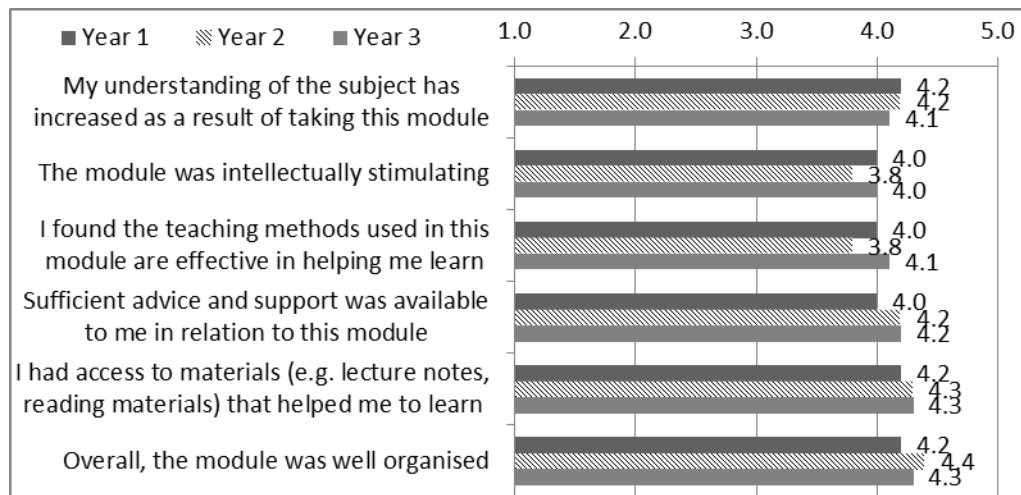 Year 1 Year 2 Year 3
1.0 2.0 3.0 4.0 5.0
My understanding of the subject has
increased as a result of taking this module
4.2
4.2
4.1
The module was intellectually stimulating
4.0
3.8
4.0
I found the teaching methods used in this
module are effective in helping me learn
4.0
3.8
4.1
Sufficient advice and support was available
to me in relation to this module
4.0
4.2
4.2
I had access to materials (e.g. lecture notes,
reading materials) that helped me to learn
4.2
4.3
4.3
Overall, the module was well organised
4.2
4.4
4.3